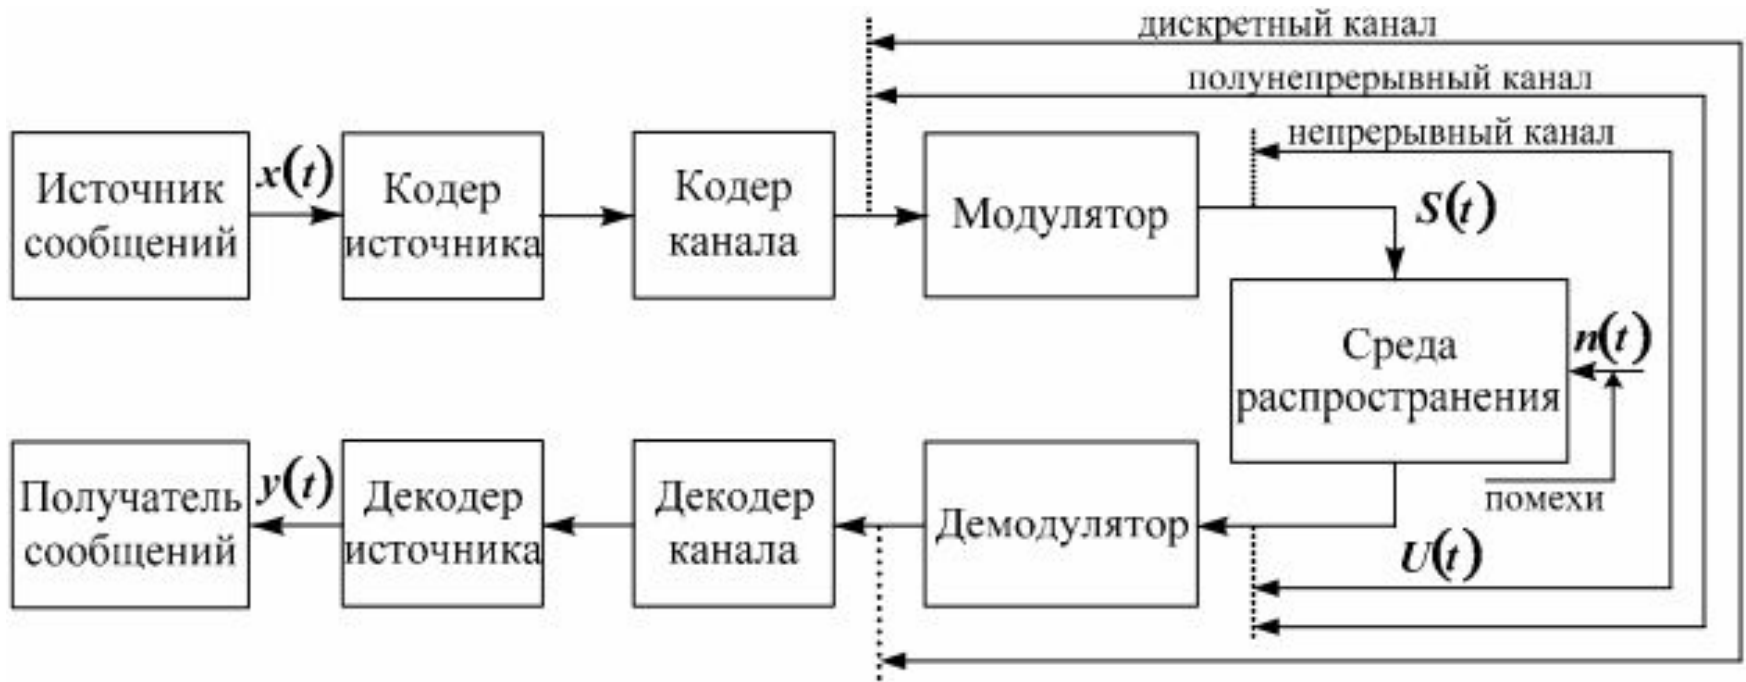 дискретный канал
полунепрерывный канал
непрерывный канал
Источник
сообщений
x(t)
Кодер
источника
Кодер
канала
Модулятор
S(t)
Среда
распространения
n(t)
помехи
U(t)
Демодулятор
Декодер
канала
Декодер
источника
y(t)
Получатель
сообщений